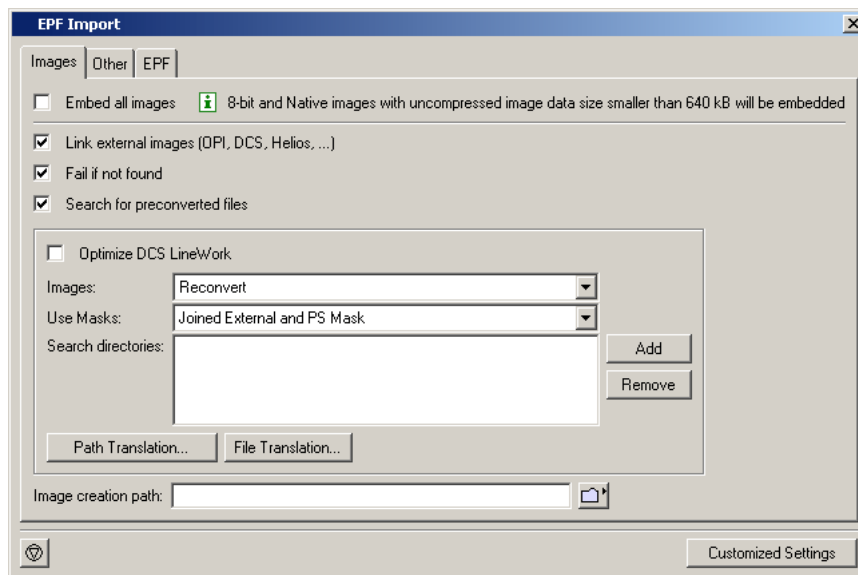 EPF Import
Images Other EPF
Embed all images i 8-bit and Native images with uncompressed image data size smaller than 640 kB will be embedded
Link external images (OPI, DCS, Helios, ...)
Fail if not found
Search for preconverted files
Optimize DCS LineWork
Images: Reconvert
Use Masks: Joined External and PS Mask
Search directories: Add
Remove
Path Translation... File Translation...
Image creation path:
Customized Settings